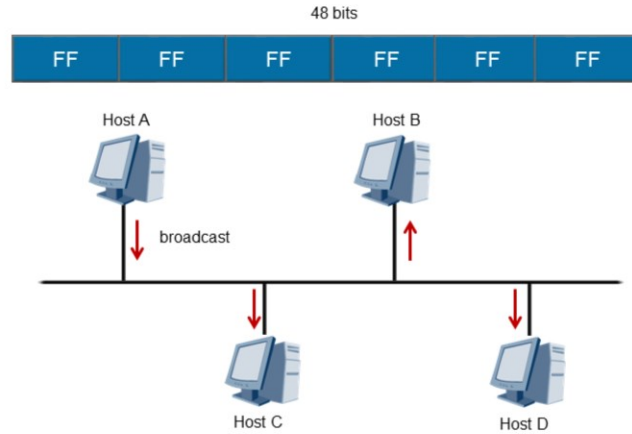 48 bits
FF FF FF FF FF FF
Host A Host B
broadcast
Host C Host D